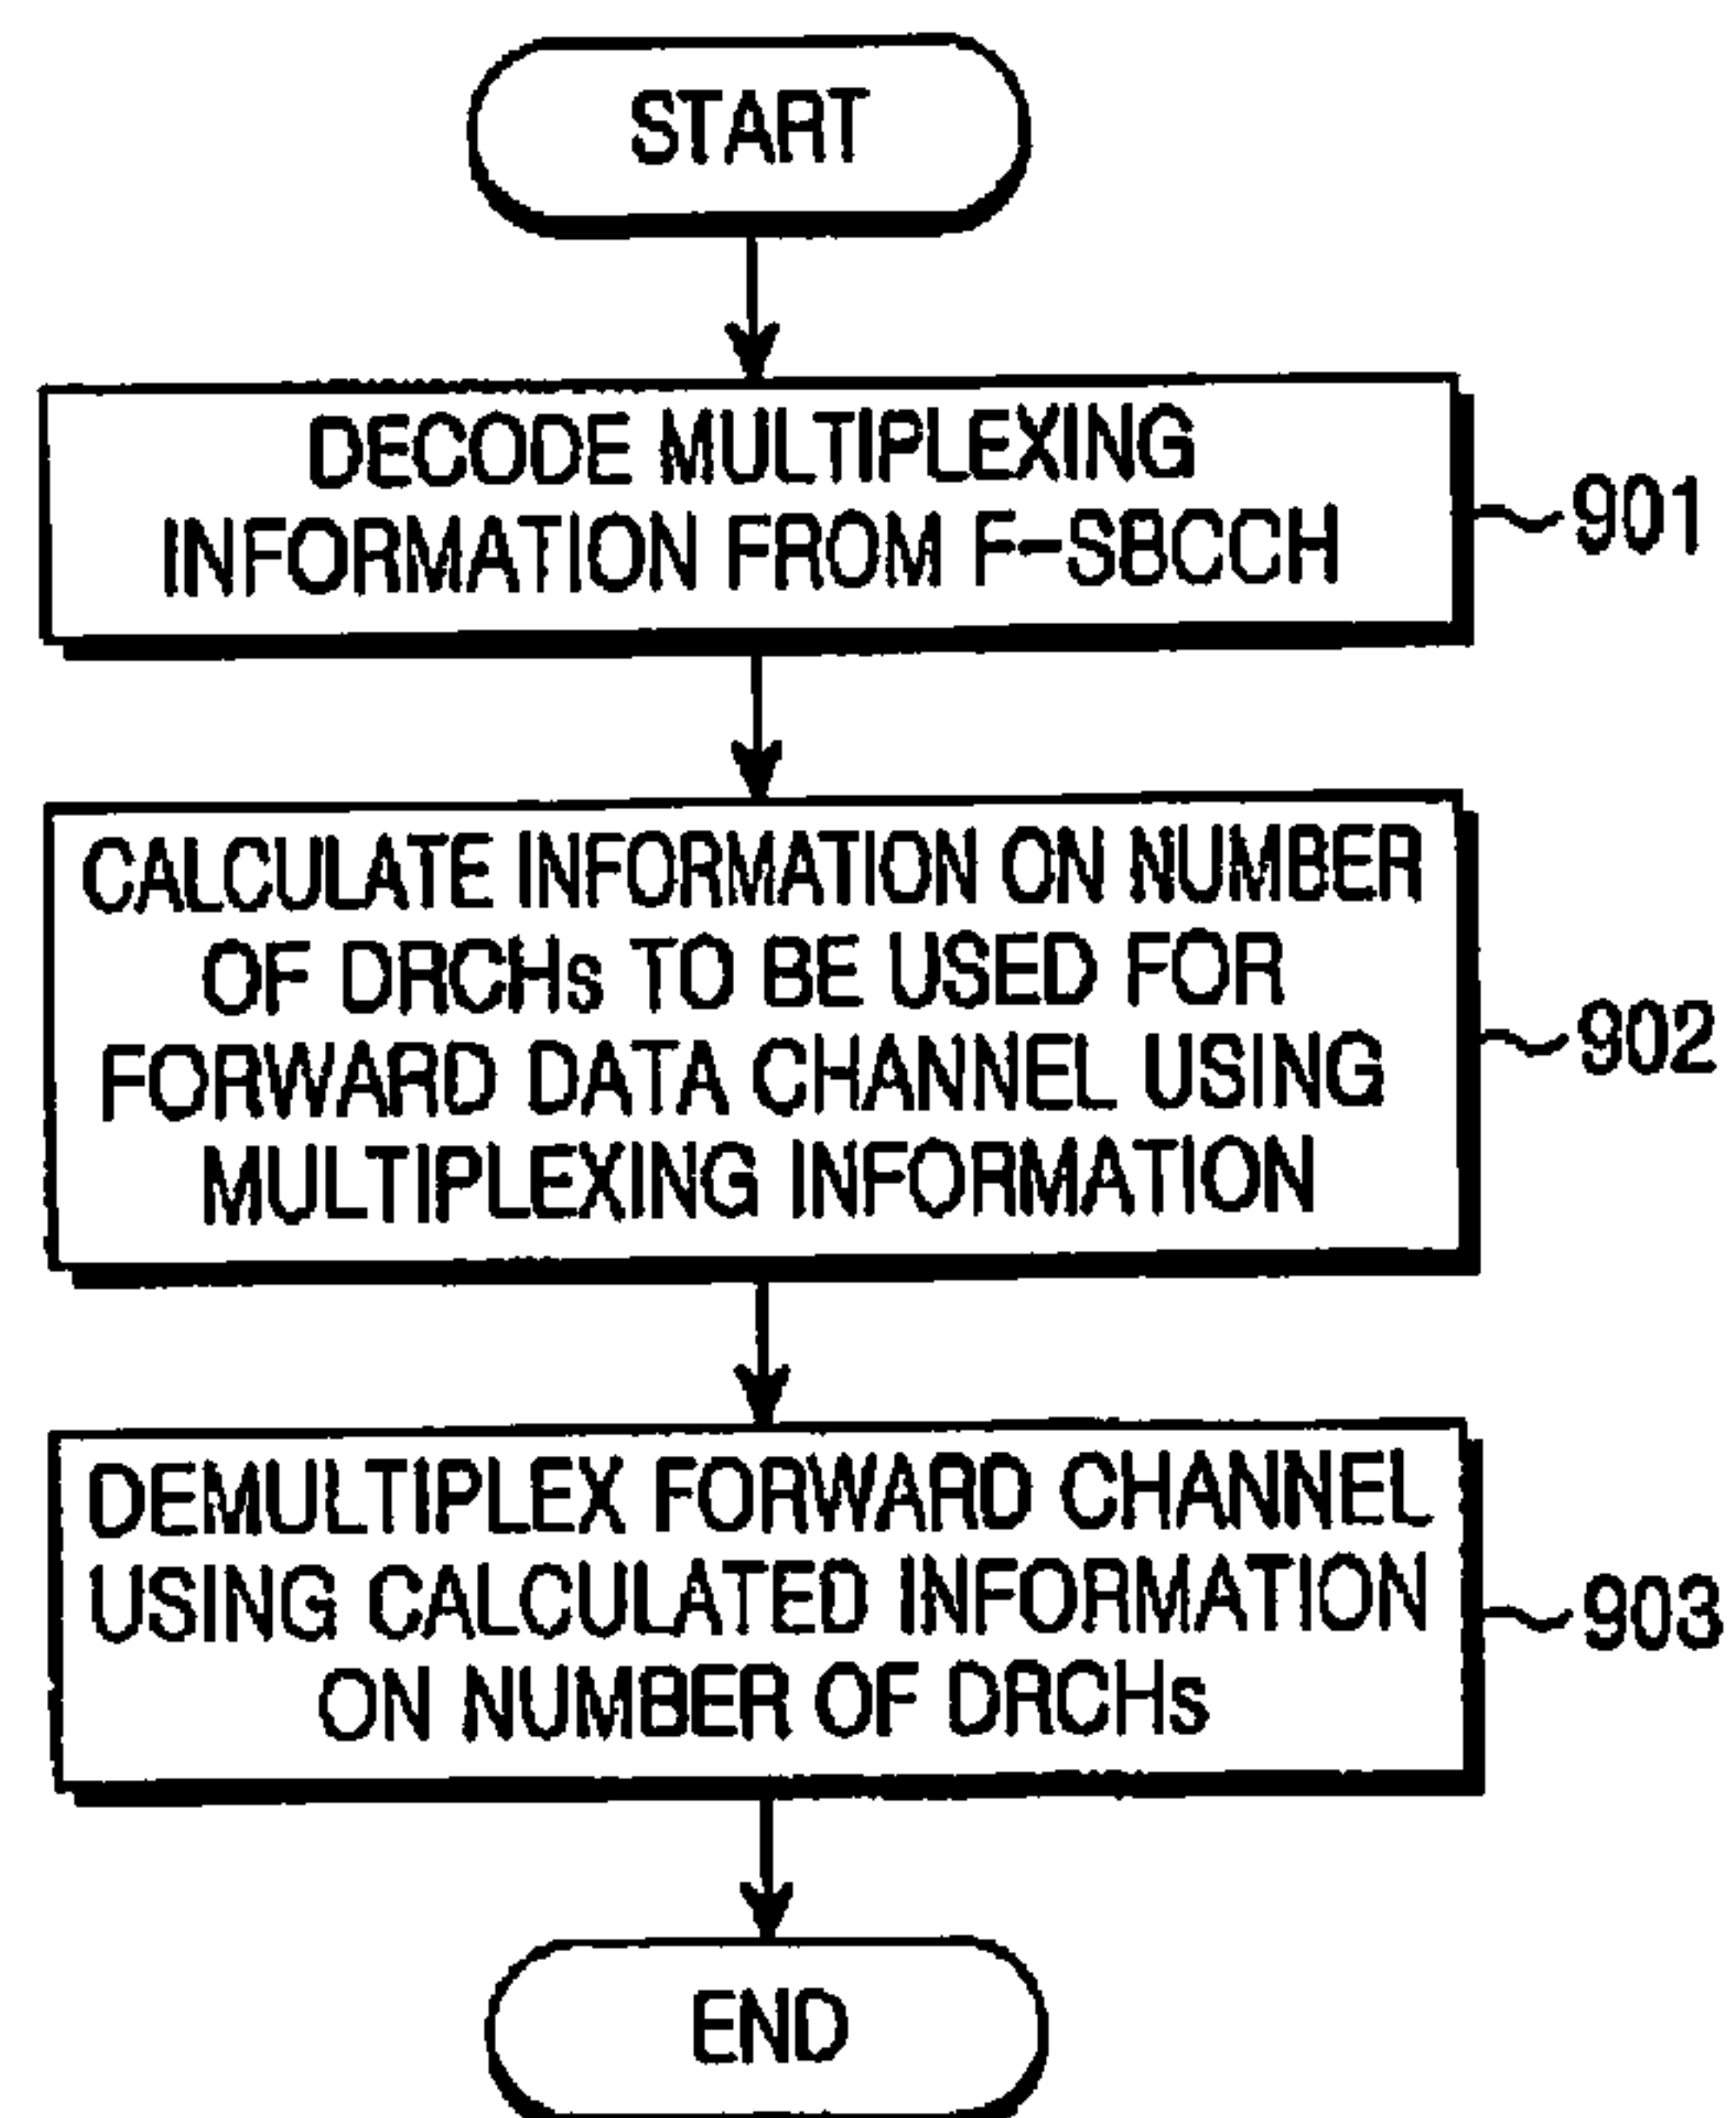 START
DECODE MULTIPLEXING
INFORMATION FROM F-SBCCH
901
CALCULATE INFORMATION ON NUMBER
OF DRCHs TO BE USED FOR
FORWARD DATA CHANNEL USING
MULTIPLEXING INFORMATION
902
DEMULTIPLEX FORWARD CHANNEL
USING CALCULATED INFORMATION
ON NUMBER OF DRCHs
903
END